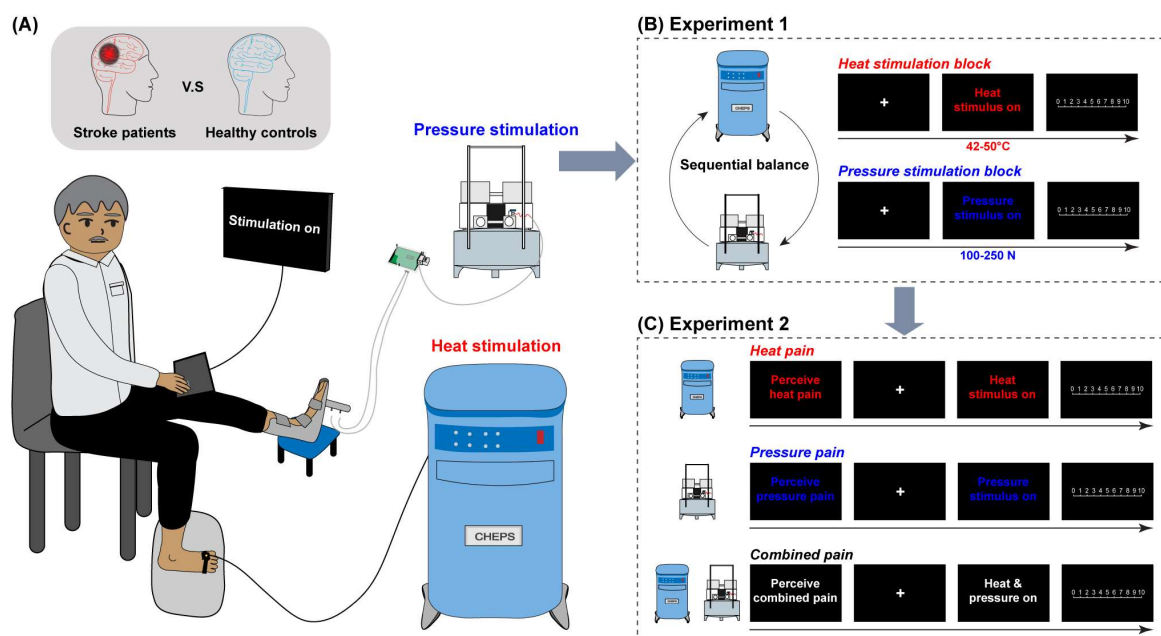 (A)
Stroke patients
V.S
Healthy controls
Stimulation on
Pressure stimulation
Heat stimulation
CHEPS
(B) Experiment 1
CHEPS
Sequential balance
Heat stimulation block
+
Heat
stimulus on
0 1 2 3 4 5 6 7 8 9 10
42-50°C
Pressure stimulation block
+
Pressure
stimulus on
0 1 2 3 4 5 6 7 8 9 10
100-250 N
(C) Experiment 2
Heat pain
Perceive
heat pain
+
Heat
stimulus on
0 1 2 3 4 5 6 7 8 9 10
Pressure pain
Perceive
pressure pain
+
Pressure
stimulus on
0 1 2 3 4 5 6 7 8 9 10
Combined pain
Perceive
combined pain
+
Heat &
pressure on
0 1 2 3 4 5 6 7 8 9 10